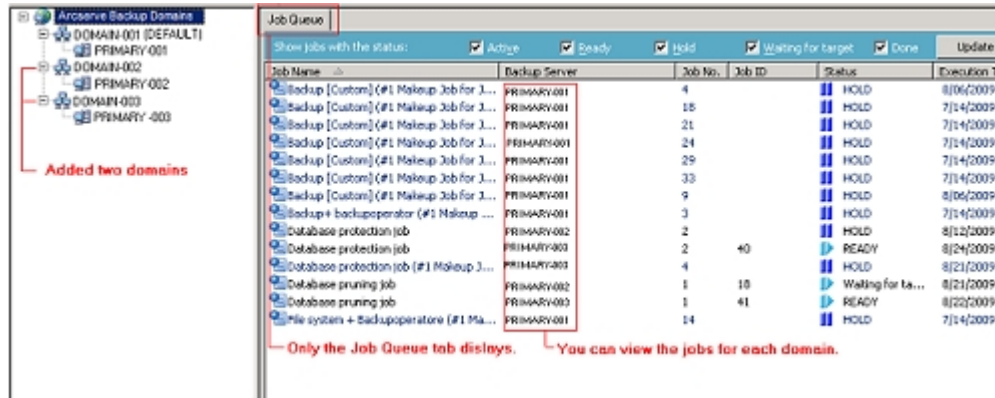 Arcserve Backup Domains
DOMAIN-001 (DEFAULT)
PRIMARY-001
DOMAIN-002
PRIMARY-002
DOMAIN-003
PRIMARY -003
Added two domains
Job Queue
Show jobs with the status: Active Ready Hold Waiting for target Done Update
Job Name Backup Server Job No. Job ID Status Execution T
Backup [Custom] (#1 Makeup Job for J... PRIMARY-001 4 HOLD 8/06/2009
Backup [Custom] (#1 Makeup Job for J... PRIMARY-001 18 HOLD 7/14/2009
Backup [Custom] (#1 Makeup Job for J... PRIMARY-001 21 HOLD 7/14/2009
Backup [Custom] (#1 Makeup Job for J... PRIMARY-001 24 HOLD 7/14/2009
Backup [Custom] (#1 Makeup Job for J... PRIMARY-001 29 HOLD 7/14/2009
Backup [Custom] (#1 Makeup Job for J... PRIMARY-001 33 HOLD 7/14/2009
Backup [Custom] (#1 Makeup Job for J... PRIMARY-001 9 HOLD 8/06/2009
Backup+ backupoperator (#1 Makeup ... PRIMARY-001 3 HOLD 7/14/2009
Database protection job PRIMARY-002 2 HOLD 8/12/2009
Database protection job PRIMARY-003 2 40 READY 8/24/2009
Database protection job (#1 Makeup J... PRIMARY-003 4 HOLD 8/21/2009
Database pruning job PRIMARY-002 1 18 Waiting for ta... 8/21/2009
Database pruning job PRIMARY-003 1 41 READY 8/22/2009
File system + Backupoperatore (#1 Ma... PRIMARY-001 14 HOLD 7/14/2009
Only the Job Queue tab displays.
You can view the jobs for each domain.